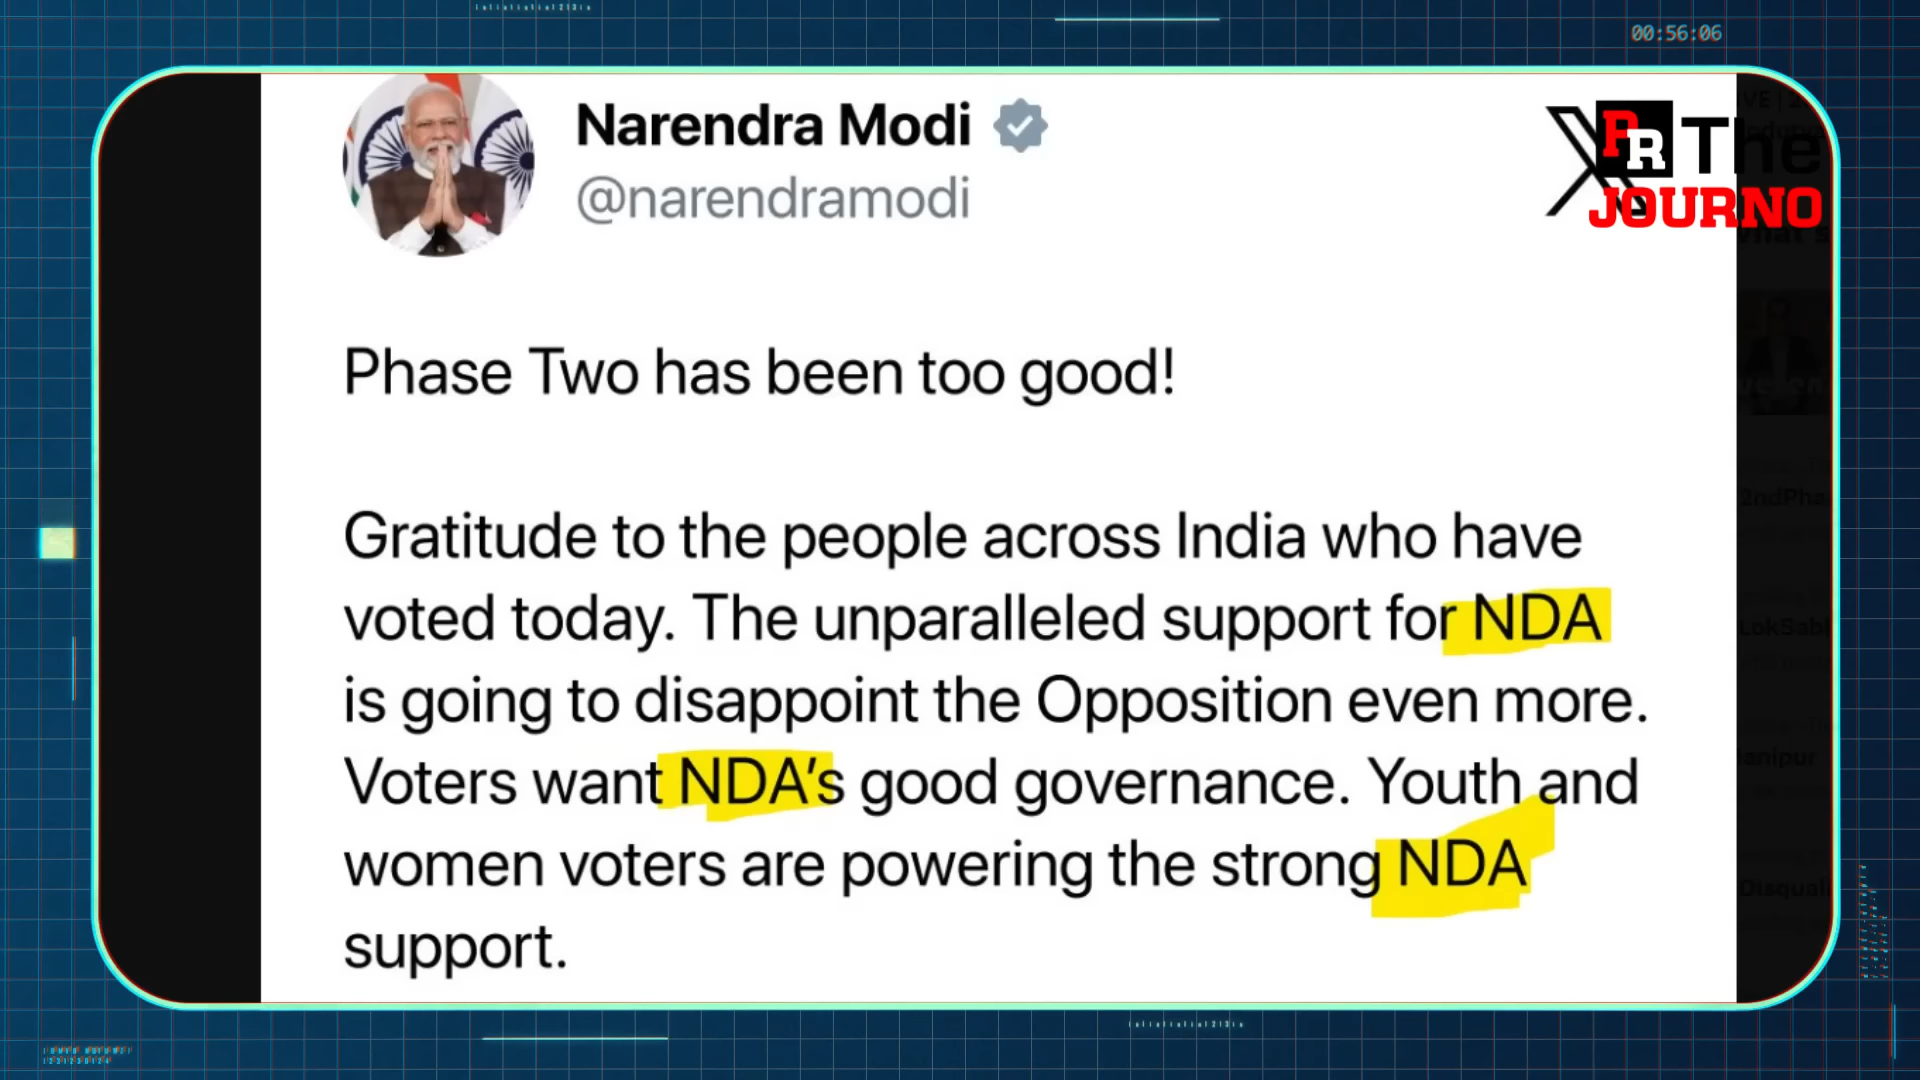 00:56:06
Narendra Modi
@narendramodi
PR The
JOURNO
Phase Two has been too good!
Gratitude to the people across India who have
voted today. The unparalleled support for NDA
is going to disappoint the Opposition even more.
Voters want NDA's good governance. Youth and
women voters are powering the strong NDA
support.